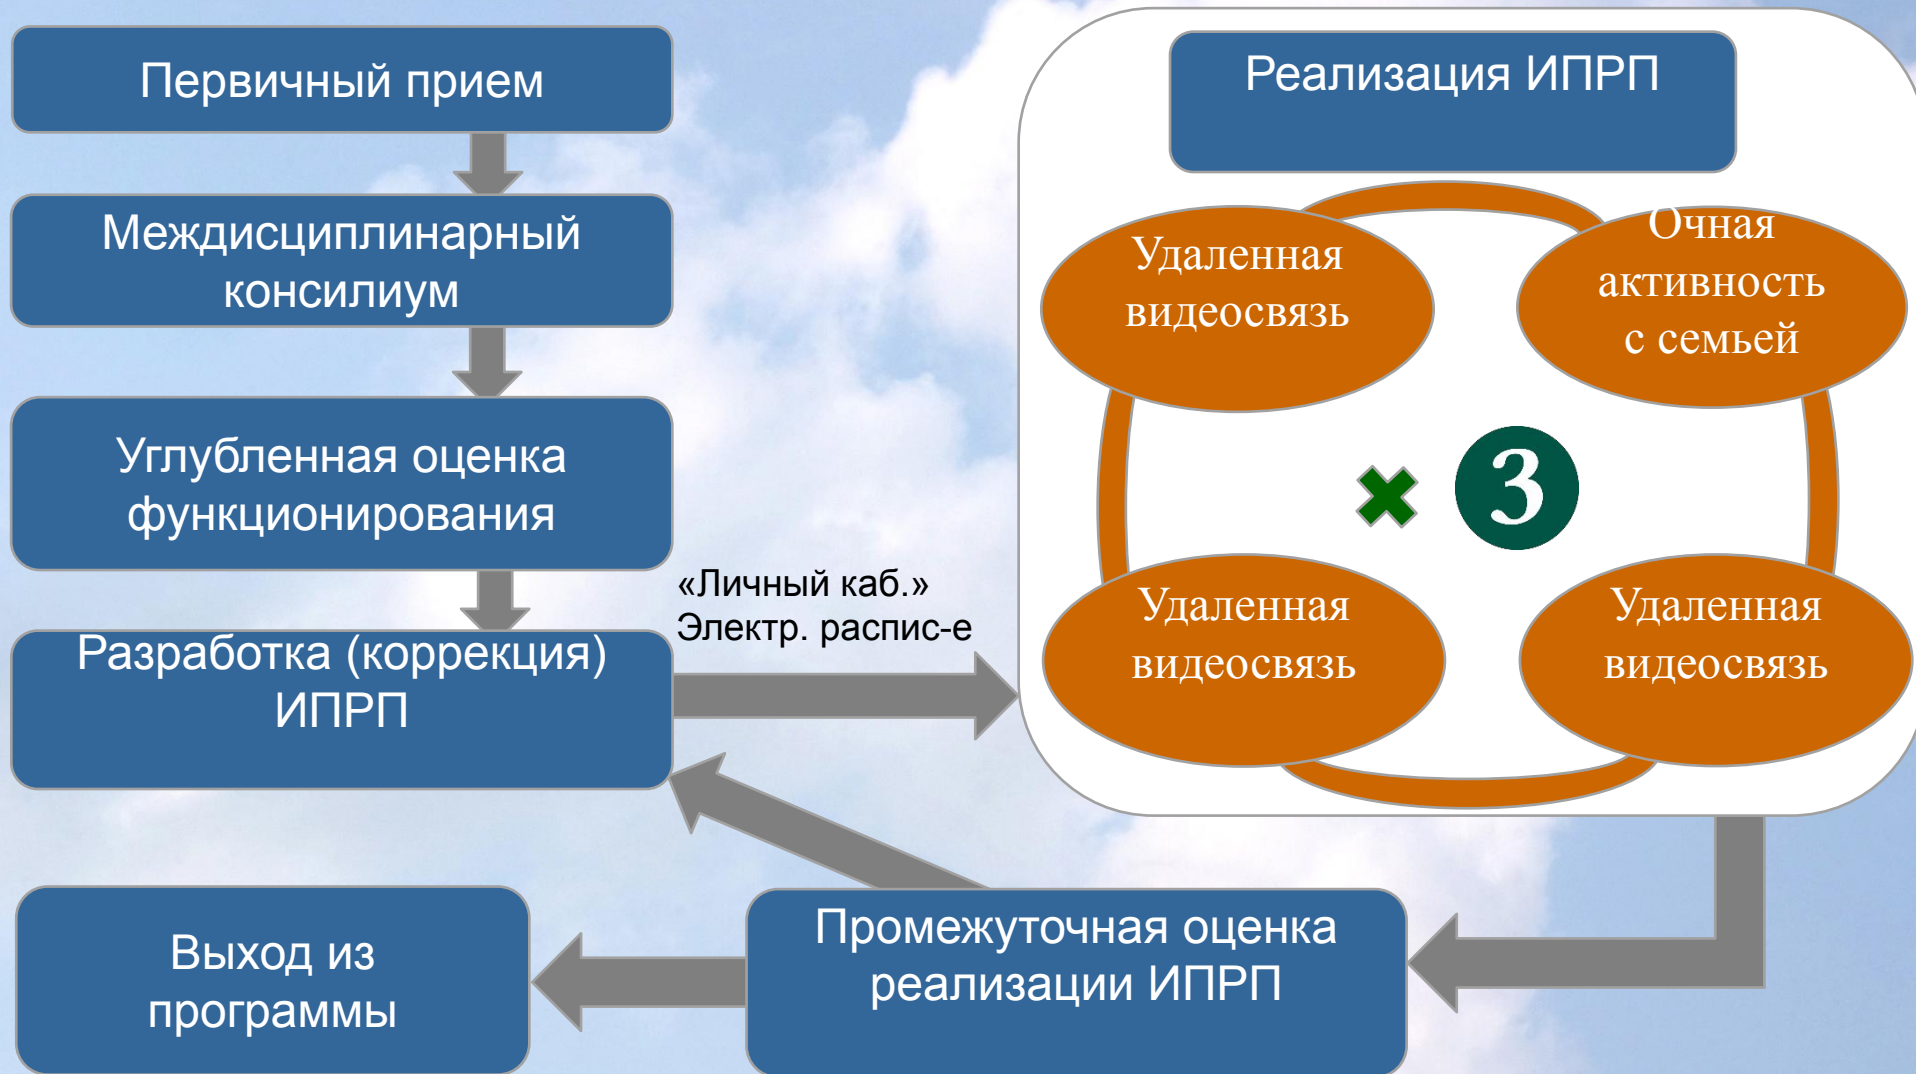 Первичный прием
Междисциплинарный
консилиум
Углубленная оценка
функционирования
Разработка (коррекция)
ИПРП
«Личный каб.»
Электр. распис-е
Реализация ИПРП
Удаленная
видеосвязь
Очная
активность
с семьей
3
Удаленная
видеосвязь
Удаленная
видеосвязь
Промежуточная оценка
реализации ИПРП
Выход из
программы